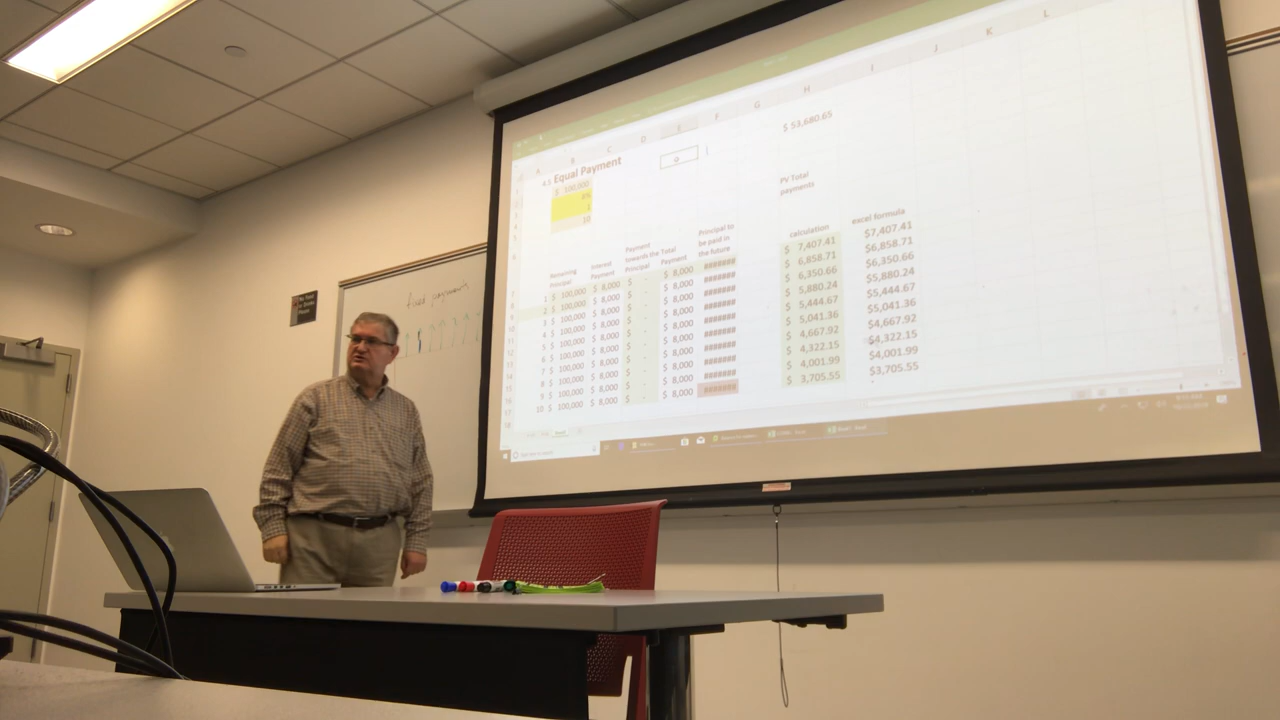 A B C D E F G H I J K L
$ 53,680.65
4.5 Equal Payment
$ 100,000
8%
10
PV Total
payments
Remaining Principal Interest Payment Payment towards the Principal Total Payment Principal to be paid in the future calculation excel formula
1 $ 100,000 $ 8,000 $ - $ 8,000 ####### $ 7,407.41 $7,407.41
2 $ 100,000 $ 8,000 $ - $ 8,000 ####### $ 6,858.71 $6,858.71
3 $ 100,000 $ 8,000 $ - $ 8,000 ####### $ 6,350.66 $6,350.66
4 $ 100,000 $ 8,000 $ - $ 8,000 ####### $ 5,880.24 $5,880.24
5 $ 100,000 $ 8,000 $ - $ 8,000 ####### $ 5,444.67 $5,444.67
6 $ 100,000 $ 8,000 $ - $ 8,000 ####### $ 5,041.36 $5,041.36
7 $ 100,000 $ 8,000 $ - $ 8,000 ####### $ 4,667.92 $4,667.92
8 $ 100,000 $ 8,000 $ - $ 8,000 ####### $ 4,322.15 $4,322.15
9 $ 100,000 $ 8,000 $ - $ 8,000 ####### $ 4,001.99 $4,001.99
10 $ 100,000 $ 8,000 $ - $ 8,000 ####### $ 3,705.55 $3,705.55
fixed payments
No Food
or Drinks
Please